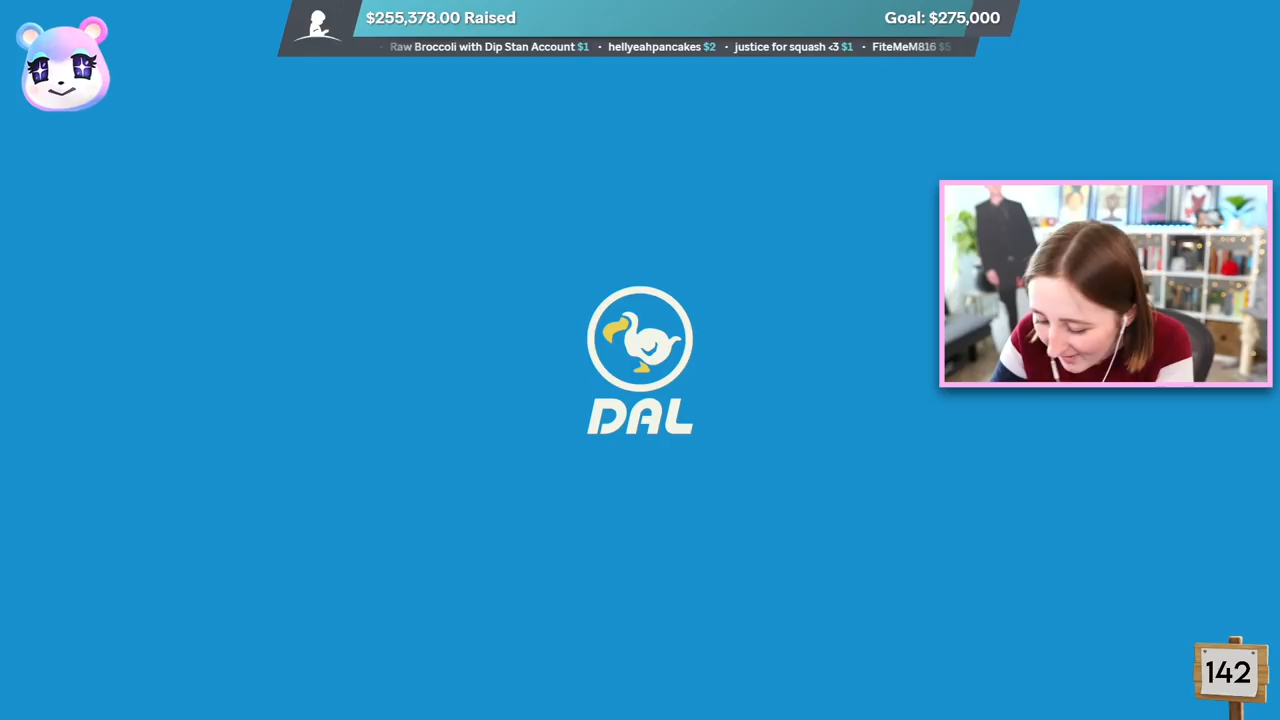 $255,378.00 Raised
Goal: $275,000
Raw Broccoli with Dip Stan Account $1 • hellyeahpancakes $2 • justice for squash <3 $1 • FiteMeM816 $5
DAL
142